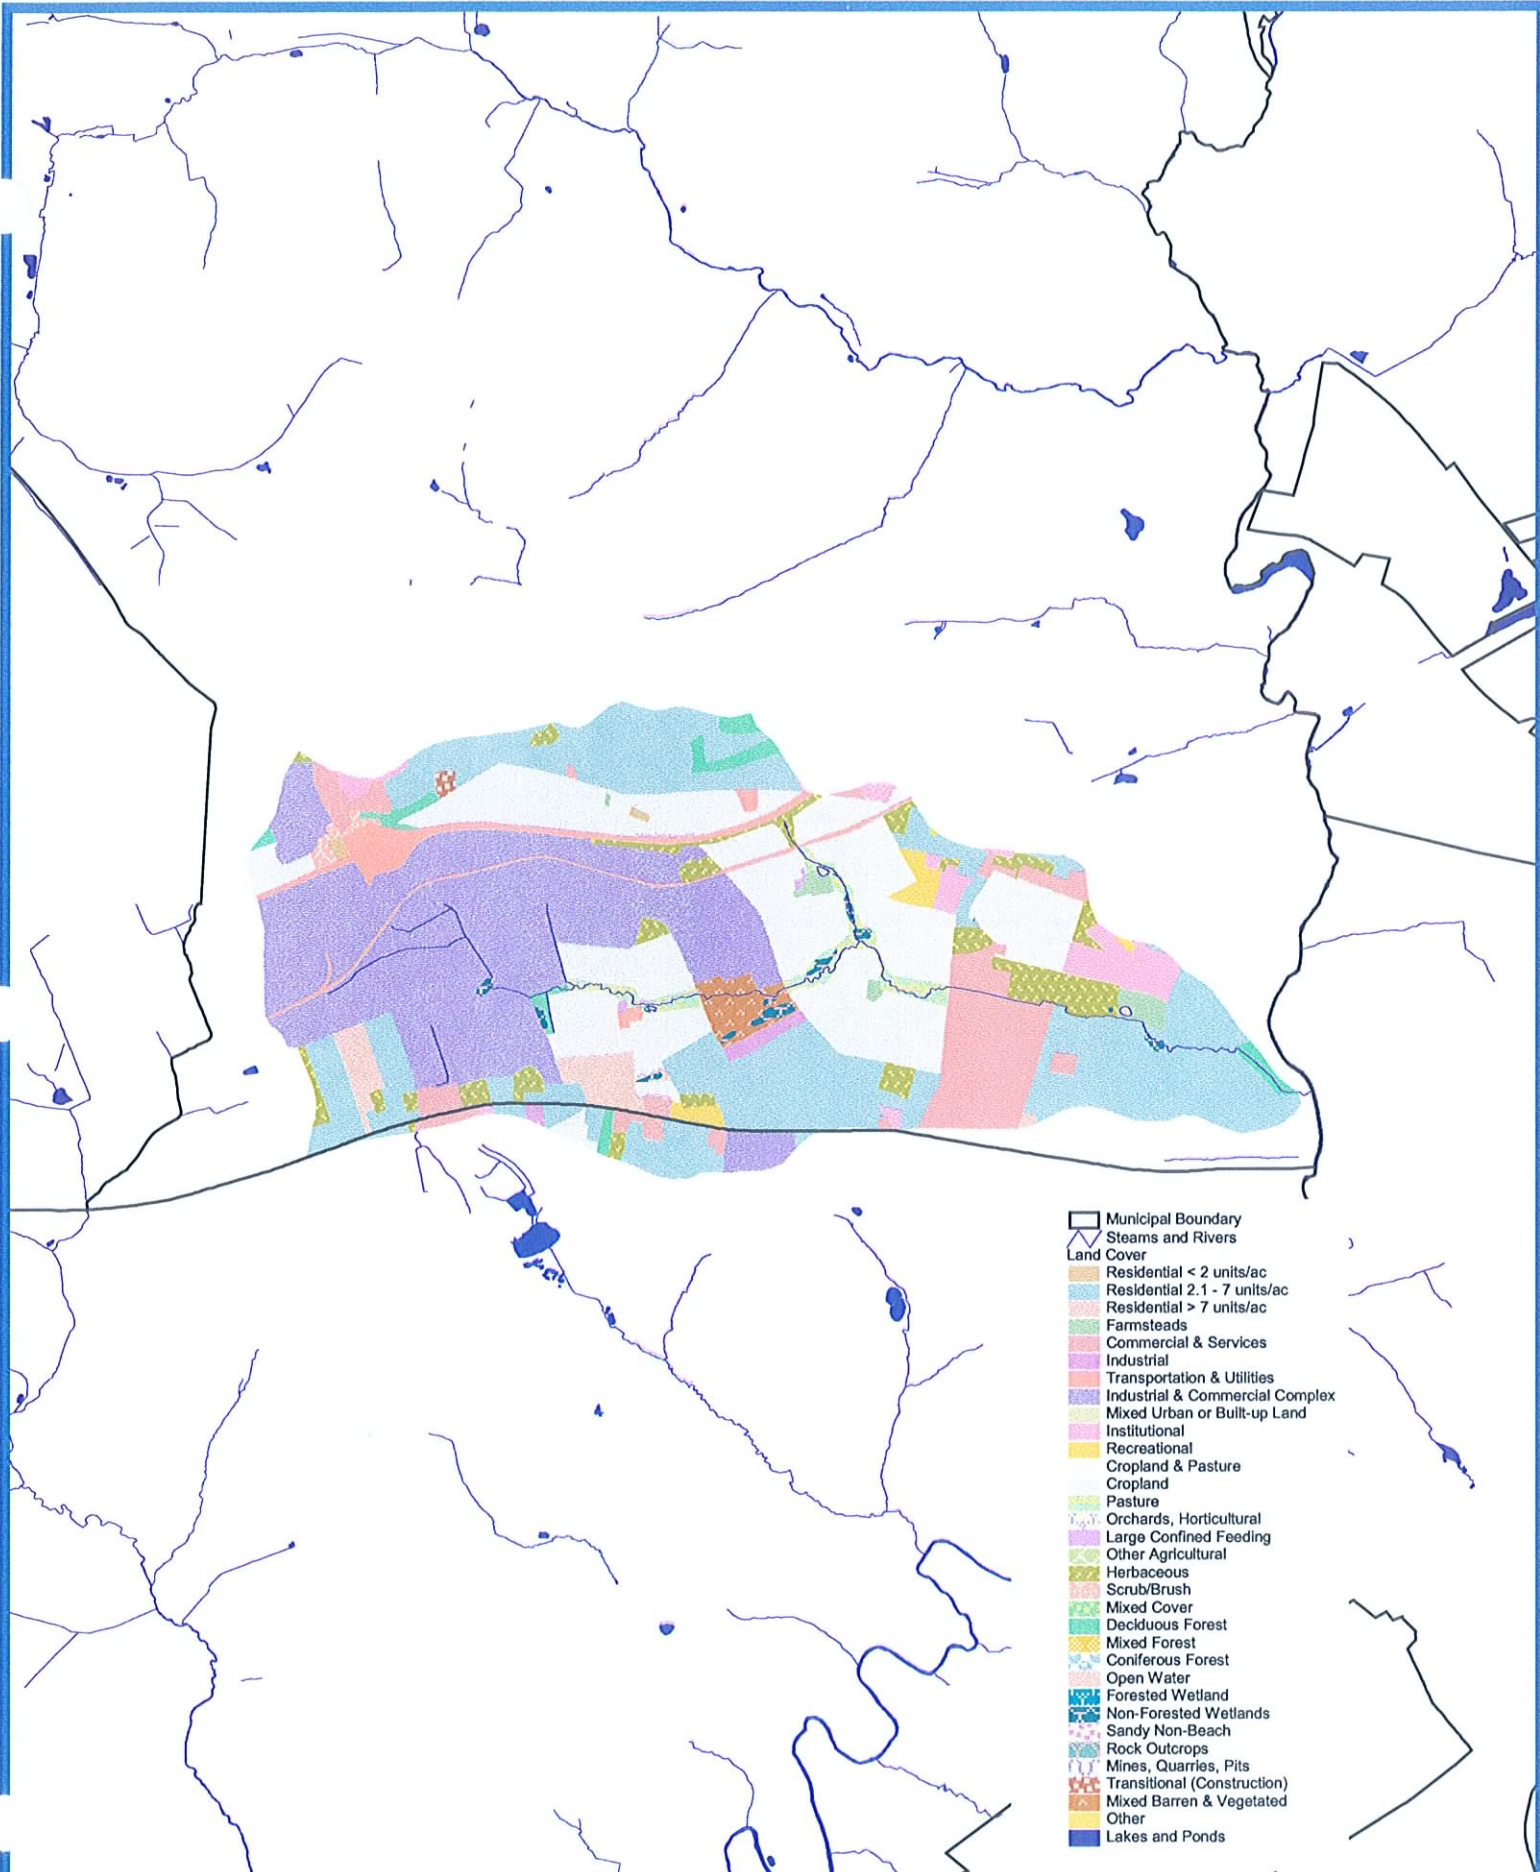 Municipal Boundary
Steams and Rivers
Land Cover
Residential < 2 units/ac
Residential 2.1 - 7 units/ac
Residential > 7 units/ac
Farmsteads
Commercial & Services
Industrial
Transportation & Utilities
Industrial & Commercial Complex
Mixed Urban or Built-up Land
Institutional
Recreational
Cropland & Pasture
Cropland
Pasture
Orchards, Horticultural
Large Confined Feeding
Other Agricultural
Herbaceous
Scrub/Brush
Mixed Cover
Deciduous Forest
Mixed Forest
Coniferous Forest
Open Water
Forested Wetland
Non-Forested Wetlands
Sandy Non-Beach
Rock Outcrops
Mines, Quarries, Pits
Transitional (Construction)
Mixed Barren & Vegetated
Other
Lakes and Ponds